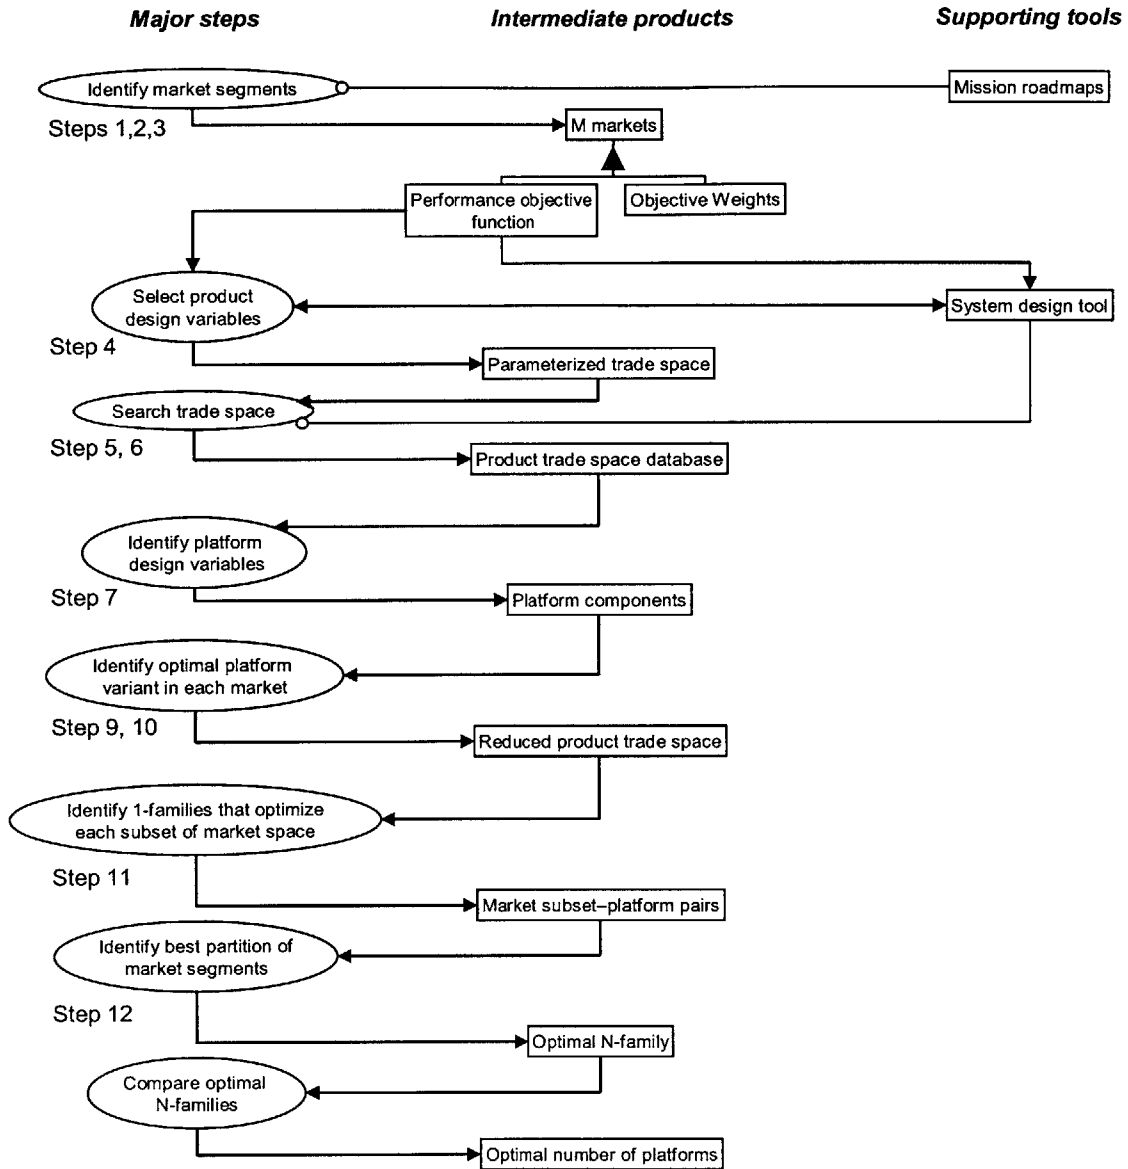 Major steps
Intermediate products
Supporting tools
Identify market segments
Mission roadmaps
Steps 1,2,3
M markets
Performance objective
function
Objective Weights
Select product
design variables
System design tool
Step 4
Parameterized trade space
Search trade space
Step 5, 6
Product trade space database
Identify platform
design variables
Step 7
Platform components
Identify optimal platform
variant in each market
Step 9, 10
Reduced product trade space
Identify 1-families that optimize
each subset of market space
Step 11
Market subset–platform pairs
Identify best partition of
market segments
Step 12
Optimal N-family
Compare optimal
N-families
Optimal number of platforms